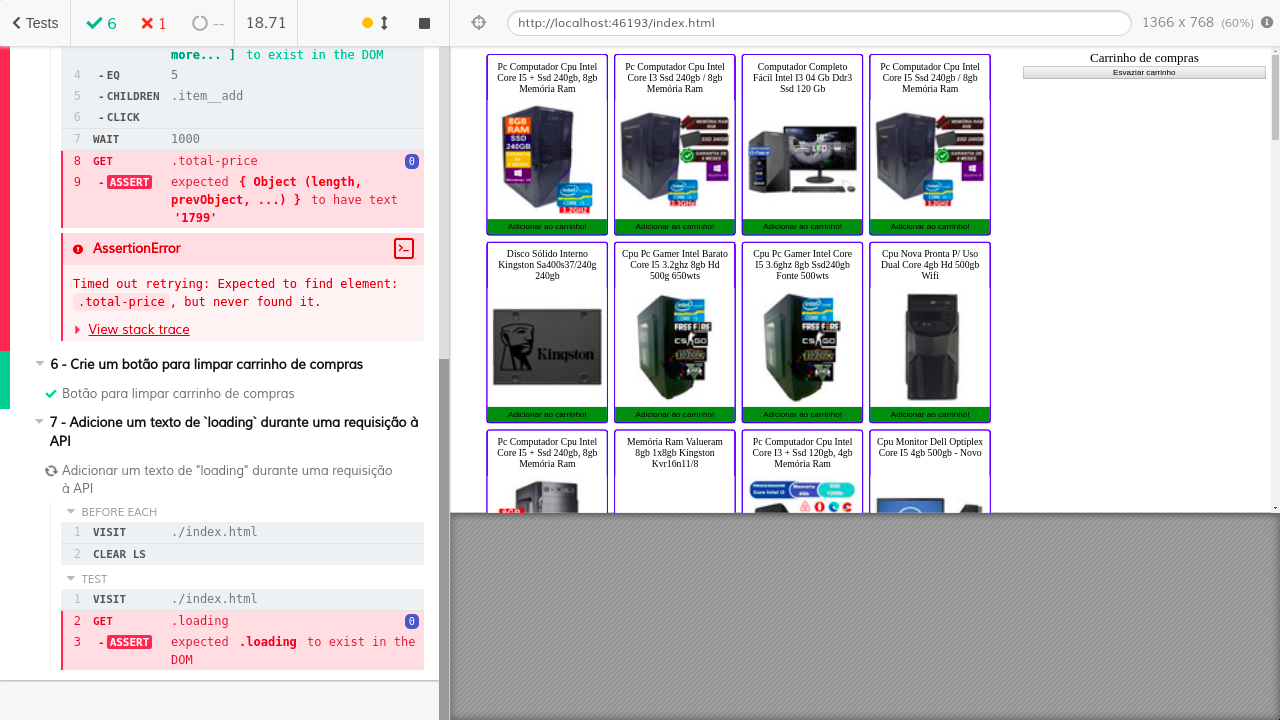 Tests
6
1
--
18.71
http://localhost:46193/index.html
1366 x 768 (60%)
more... ] to exist in the DOM
4 - EQ 5
5 - CHILDREN .item__add
6 - CLICK
7 WAIT 1000
8 GET .total-price 0
9 - ASSERT expected { Object (length,
prevObject, ...) } to have text
'1799'
AssertionError
Timed out retrying: Expected to find element:
.total-price, but never found it.
View stack trace
6 - Crie um botão para limpar carrinho de compras
Botão para limpar carrinho de compras
7 - Adicione um texto de `loading` durante uma requisição à
API
Adicionar um texto de "loading" durante uma requisição
à API
BEFORE EACH
1 VISIT ./index.html
2 CLEAR LS
TEST
1 VISIT ./index.html
2 GET .loading 0
3 - ASSERT expected .loading to exist in the
DOM
Pc Computador Cpu Intel
Core I5 + Ssd 240gb, 8gb
Memória Ram
8GB
RAM
SSD
240GB
Adicionar ao carrinho!
Pc Computador Cpu Intel
Core I3 Ssd 240gb / 8gb
Memória Ram
Adicionar ao carrinho!
Computador Completo
Fácil Intel I3 04 Gb Ddr3
Ssd 120 Gb
Adicionar ao carrinho!
Pc Computador Cpu Intel
Core I5 Ssd 240gb / 8gb
Memória Ram
Adicionar ao carrinho!
Carrinho de compras
Esvaziar carrinho
Disco Sólido Interno
Kingston Sa400s37/240g
240gb
Kingston
Adicionar ao carrinho!
Cpu Pc Gamer Intel Barato
Core I5 3.2ghz 8gb Hd
500g 650wts
FREE FIRE
CS:GO
Adicionar ao carrinho!
Cpu Pc Gamer Intel Core
I5 3.6ghz 8gb Ssd240gb
Fonte 500wts
FREE FIRE
CS:GO
Adicionar ao carrinho!
Cpu Nova Pronta P/ Uso
Dual Core 4gb Hd 500gb
Wifi
Adicionar ao carrinho!
Pc Computador Cpu Intel
Core I5 + Ssd 240gb, 8gb
Memória Ram
Memória Ram Valueram
8gb 1x8gb Kingston
Kvr16n11/8
Pc Computador Cpu Intel
Core I3 + Ssd 120gb, 4gb
Memória Ram
Cpu Monitor Dell Optiplex
Core I5 4gb 500gb - Novo